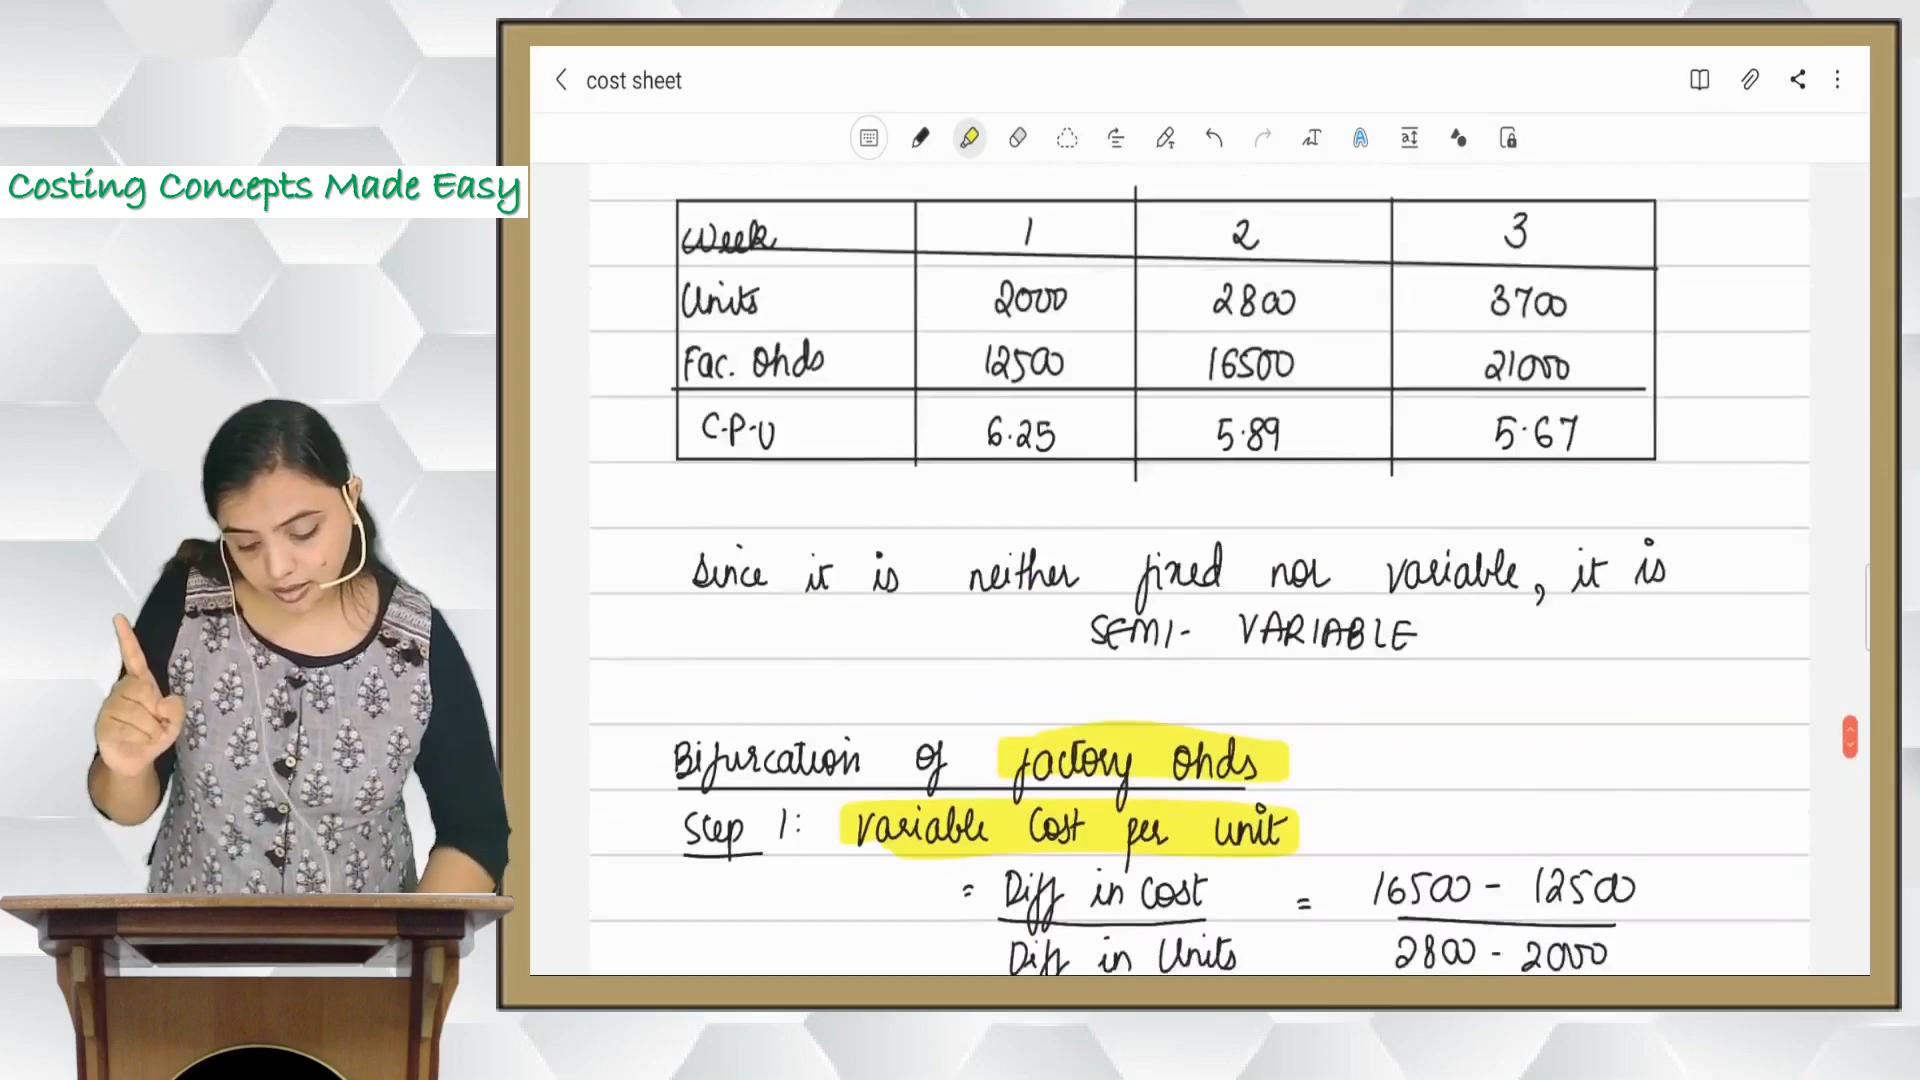 cost sheet
Costing Concepts Made Easy
Week 1 2 3
Units 2000 2800 3700
Fac. Ohds 12500 16500 21000
C.P.U 6.25 5.89 5.67
Since it is neither fixed nor variable, it is
SEMI- VARIABLE
Bifurcation of factory Ohds
Step 1: Variable Cost per unit
= Diff in Cost = 16500 - 12500
Diff in Units 2800 - 2000